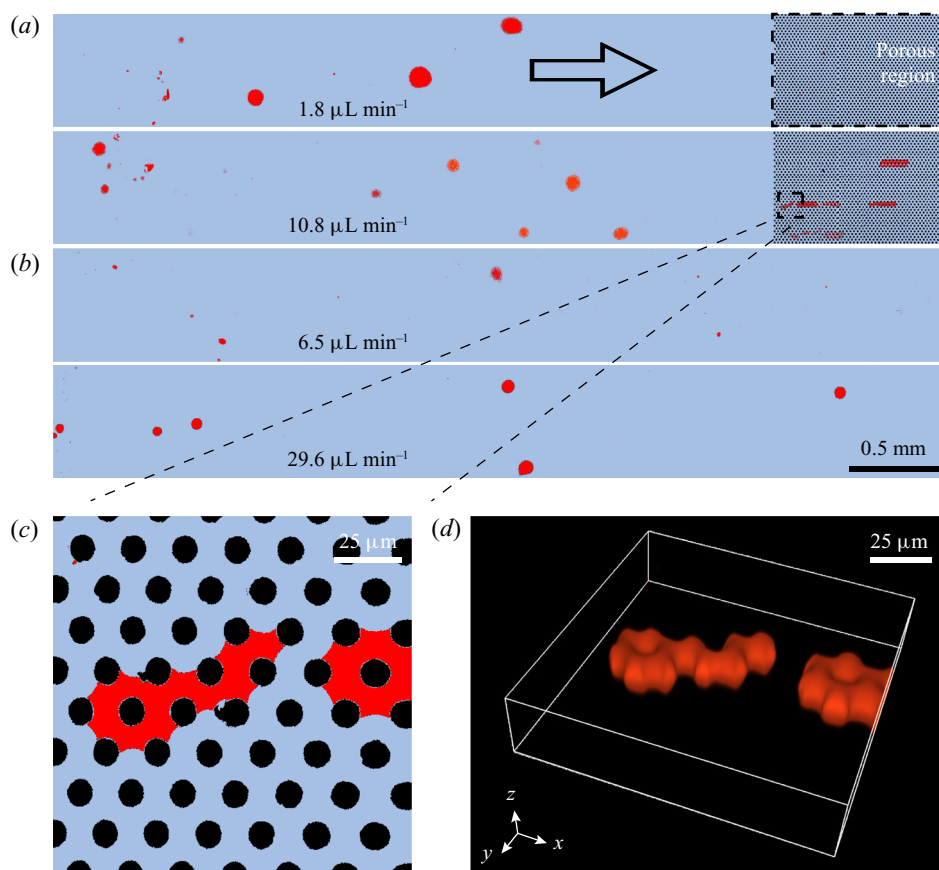 (a)
Porous
region
1.8 μL min⁻¹
10.8 μL min⁻¹
(b)
6.5 μL min⁻¹
29.6 μL min⁻¹
0.5 mm
(c)
25 μm
(d)
25 μm
z
y
x